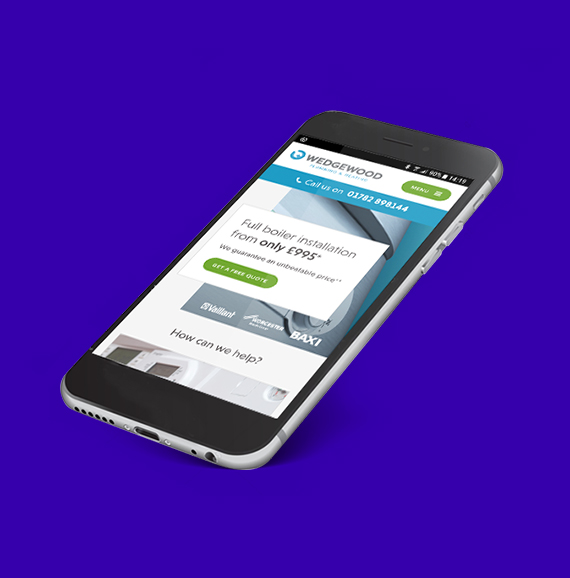 90% 14:19
WEDGEWOOD
PLUMBING & HEATING
MENU
Call us on 01782 898144
Full boiler installation
from only £995*
We guarantee an unbeatable price**
GET A FREE QUOTE
Vaillant
WORCESTER
Bosch
BAXI
How can we help?